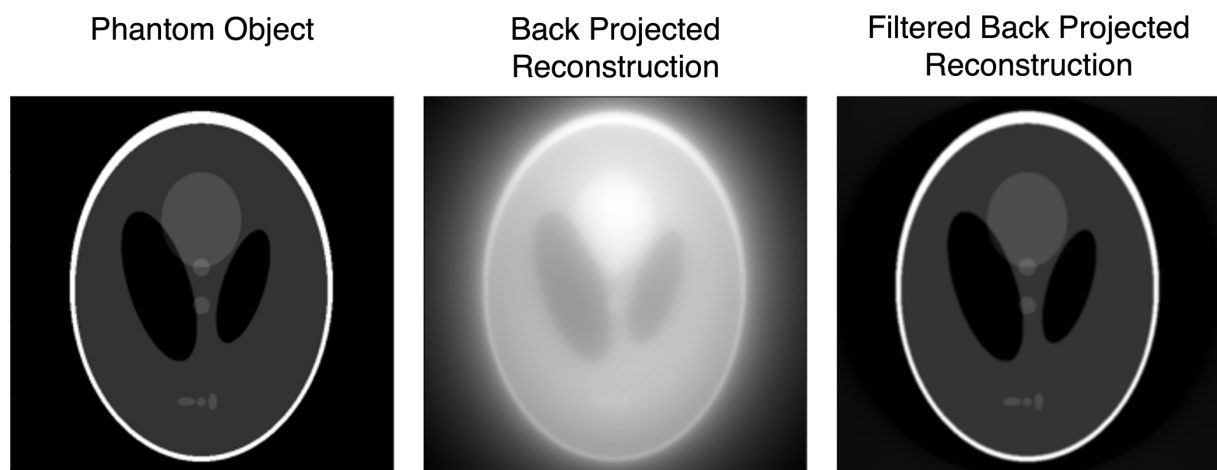 Phantom Object
Back Projected
Reconstruction
Filtered Back Projected
Reconstruction